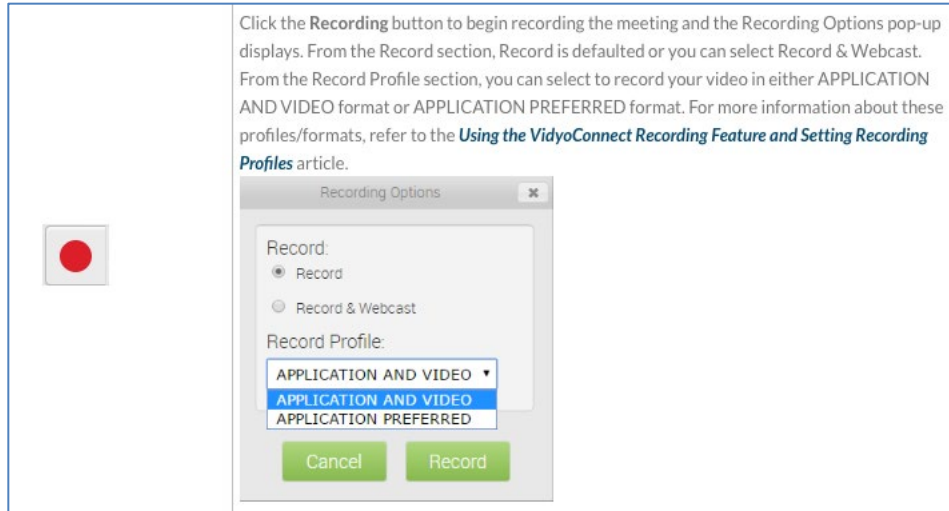 Click the Recording button to begin recording the meeting and the Recording Options pop-up
displays. From the Record section, Record is defaulted or you can select Record & Webcast.
From the Record Profile section, you can select to record your video in either APPLICATION
AND VIDEO format or APPLICATION PREFERRED format. For more information about these
profiles/formats, refer to the Using the VidyoConnect Recording Feature and Setting Recording
Profiles article.
Recording Options
Record:
Record
Record & Webcast
Record Profile:
APPLICATION AND VIDEO
APPLICATION AND VIDEO
APPLICATION PREFERRED
Cancel Record